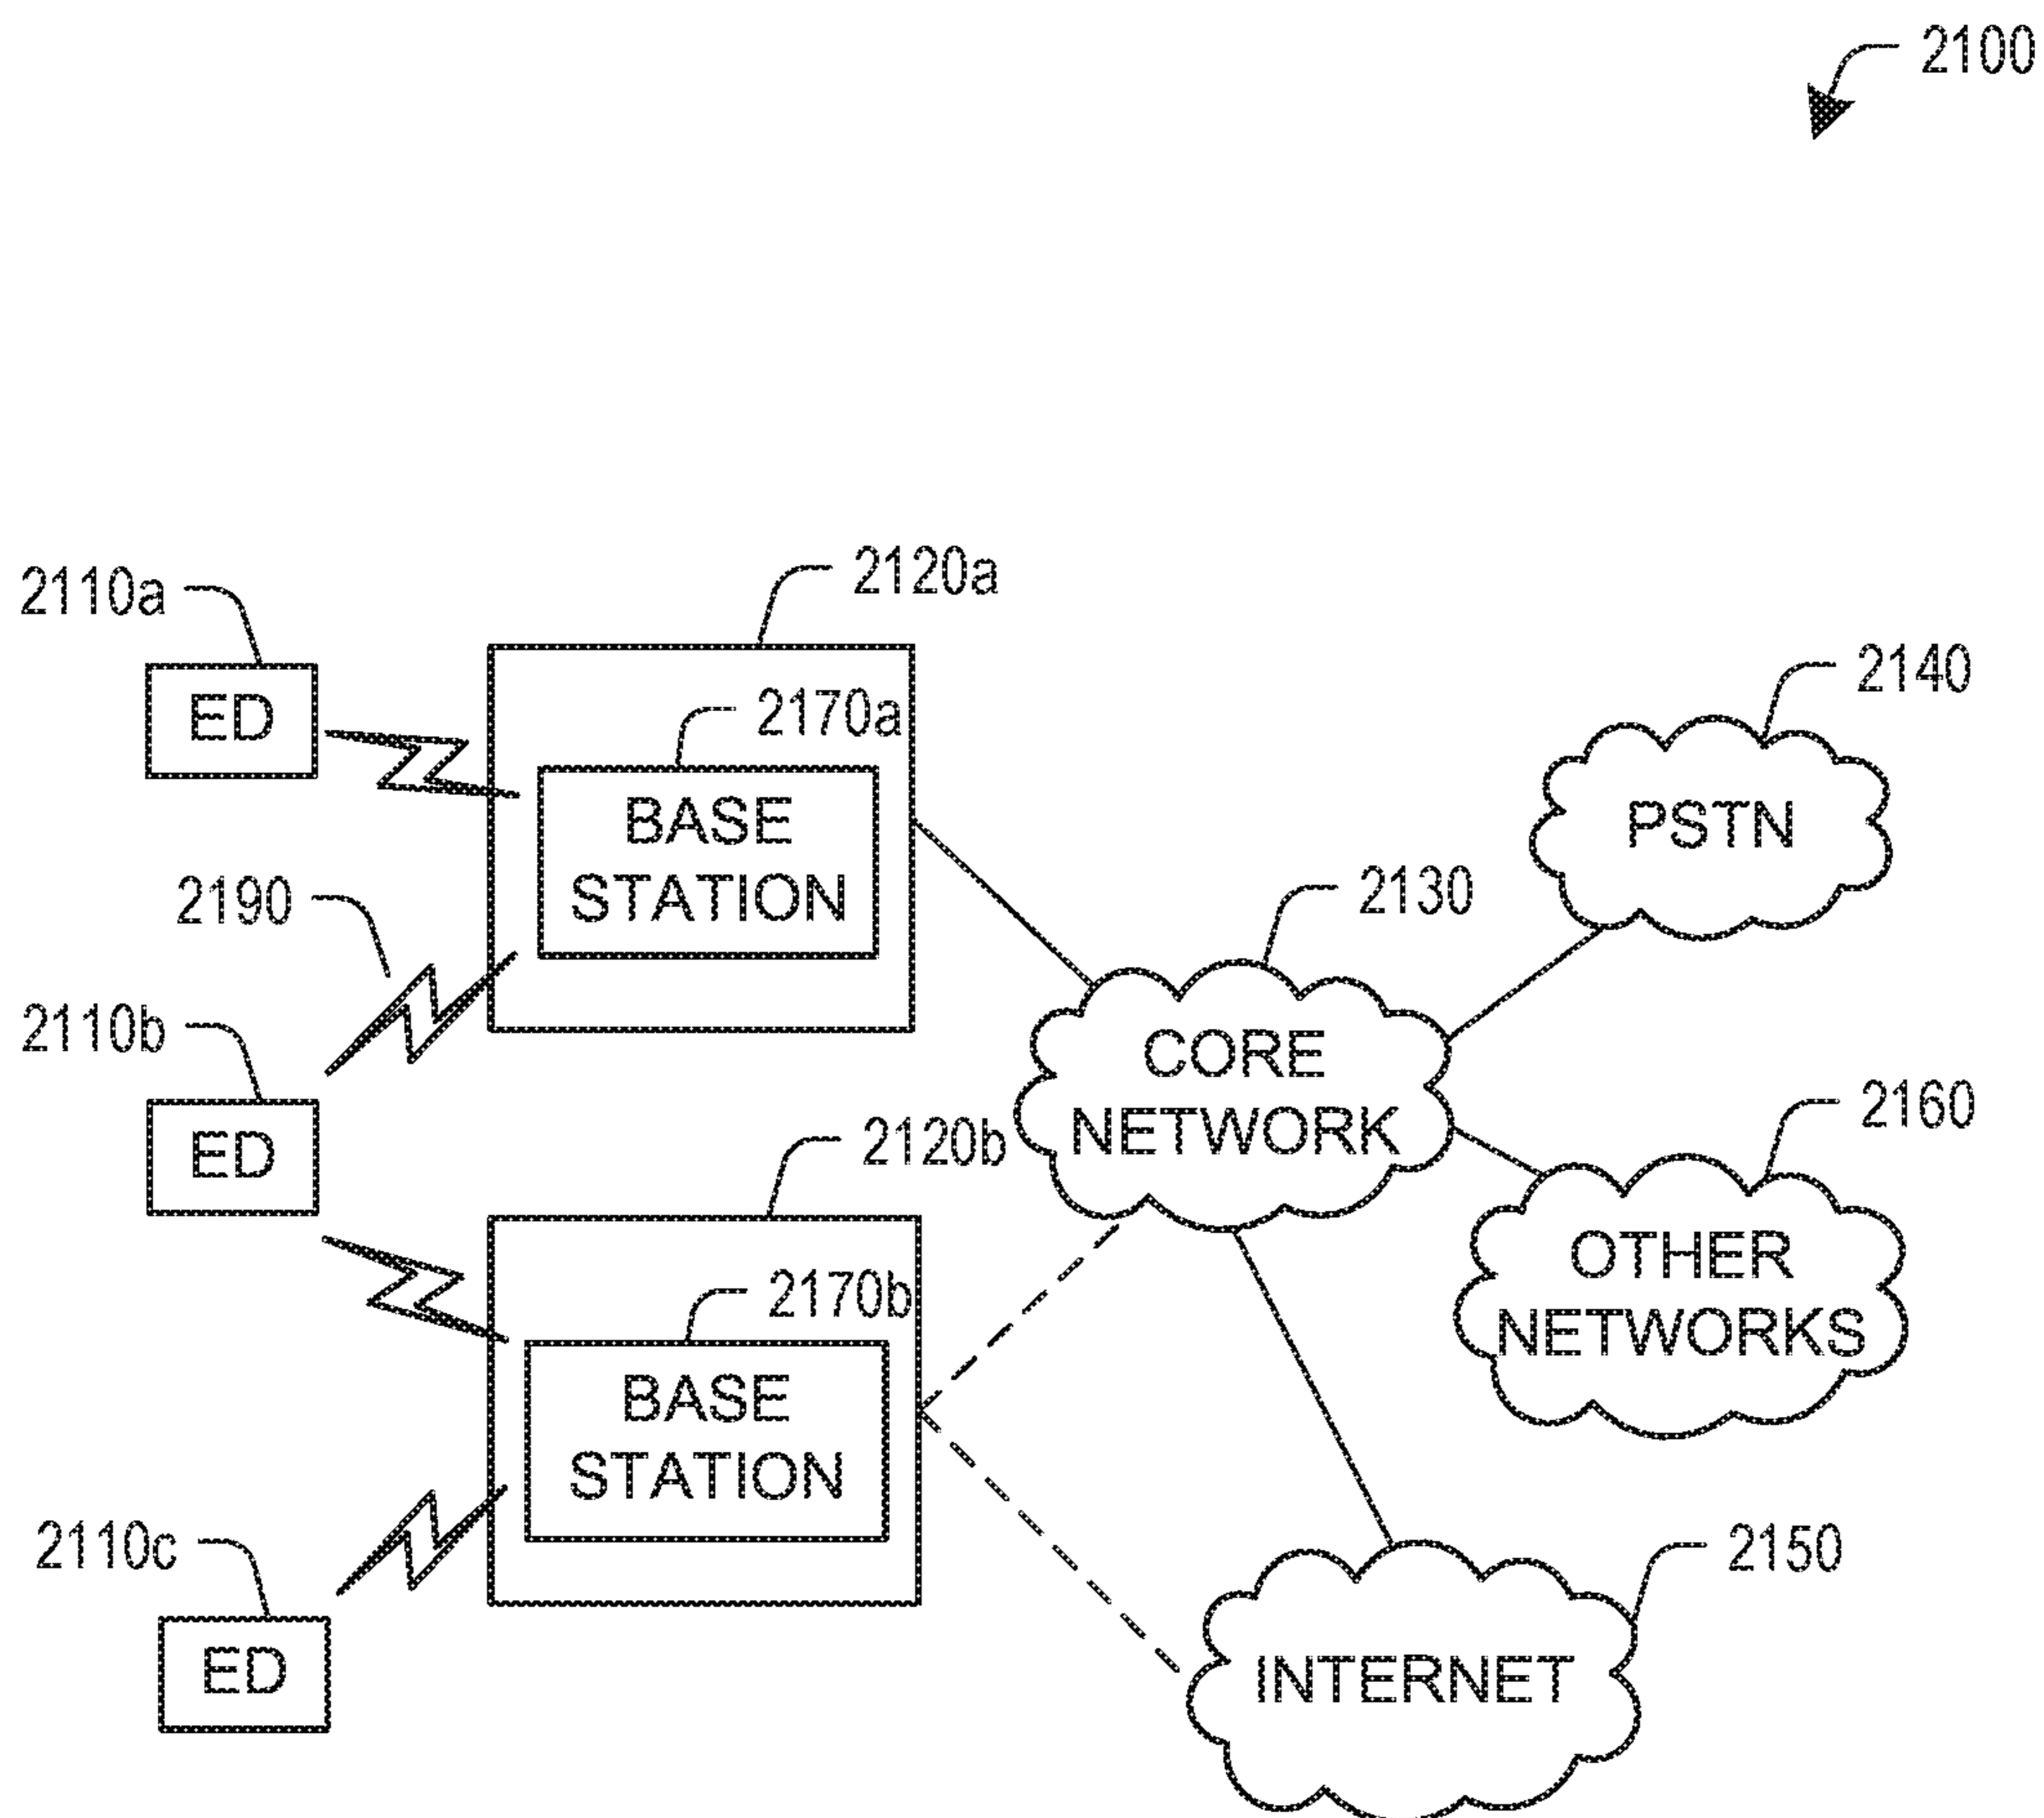 2100
2110a
2120a
ED
2170a
BASE
STATION
2140
PSTN
2190
2130
2110b
CORE
NETWORK
ED
2120b
2160
OTHER
NETWORKS
2170b
BASE
STATION
2110c
2150
ED
INTERNET